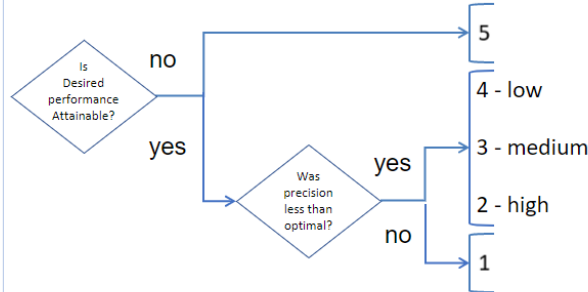 Is
Desired
performance
Attainable?
no
yes
Was
precision
less than
optimal?
yes
no
5
4 - low
3 - medium
2 - high
1